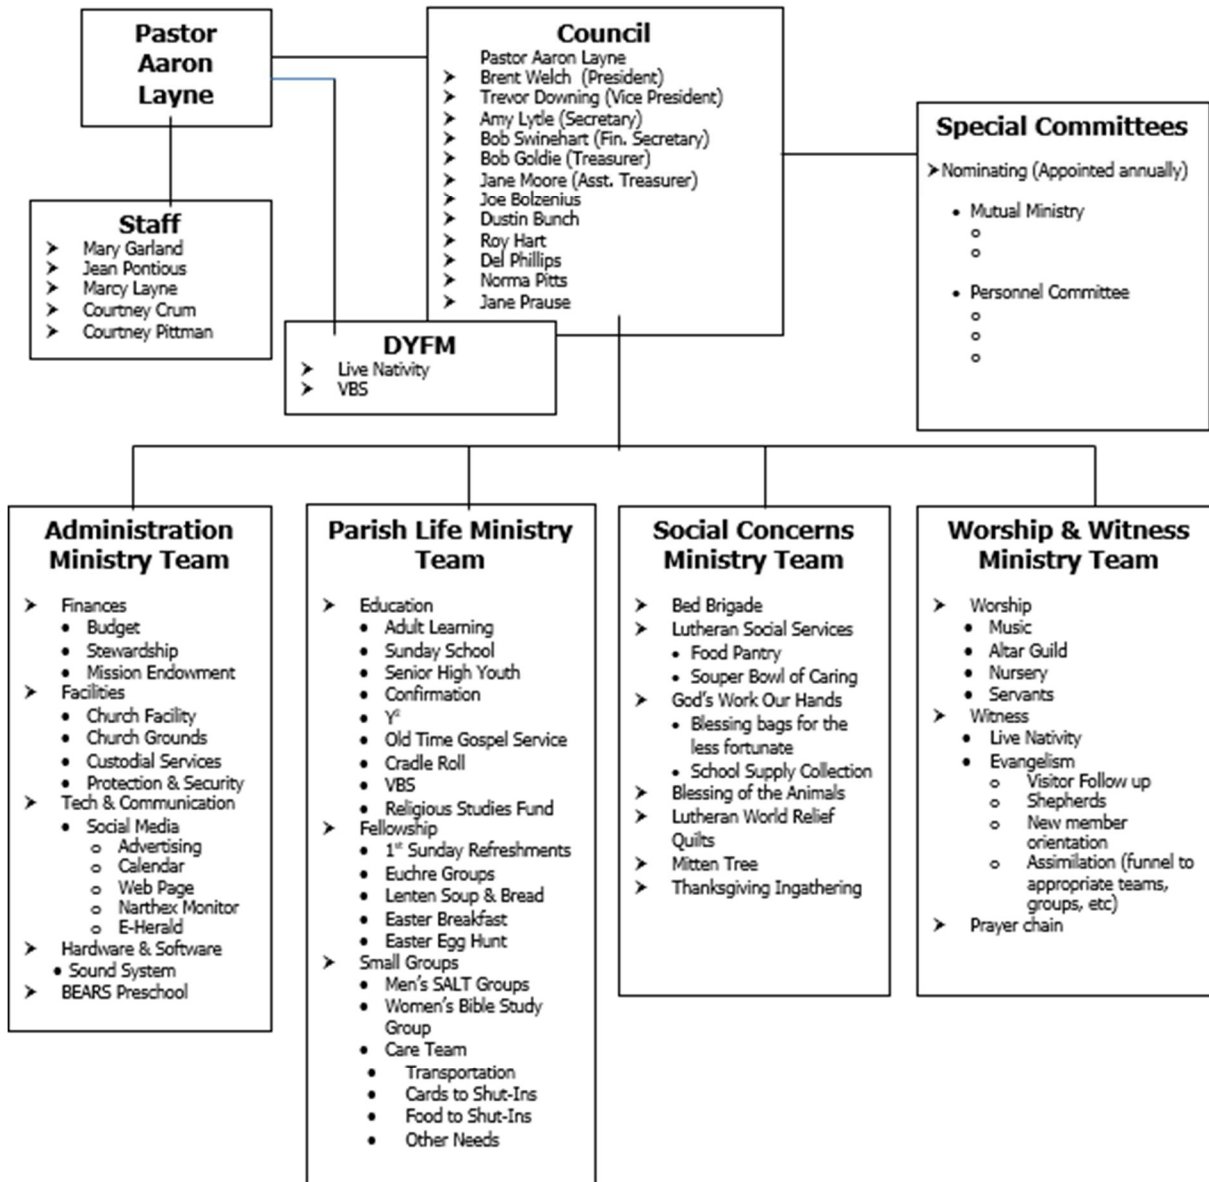 Pastor
Aaron
Layne
Council
Pastor Aaron Layne
➤ Brent Welch (President)
➤ Trevor Downing (Vice President)
➤ Amy Lytle (Secretary)
➤ Bob Swinehart (Fin. Secretary)
➤ Bob Goldie (Treasurer)
➤ Jane Moore (Asst. Treasurer)
➤ Joe Bolzenius
➤ Dustin Bunch
➤ Roy Hart
➤ Del Phillips
➤ Norma Pitts
➤ Jane Prause
Special Committees
➤ Nominating (Appointed annually)
• Mutual Ministry
o
o
• Personnel Committee
o
o
o
Staff
➤ Mary Garland
➤ Jean Pontious
➤ Marcy Layne
➤ Courtney Crum
➤ Courtney Pittman
DYFM
➤ Live Nativity
➤ VBS
Administration
Ministry Team
➤ Finances
• Budget
• Stewardship
• Mission Endowment
➤ Facilities
• Church Facility
• Church Grounds
• Custodial Services
• Protection & Security
➤ Tech & Communication
• Social Media
o Advertising
o Calendar
o Web Page
o Narthex Monitor
o E-Herald
➤ Hardware & Software
• Sound System
➤ BEARS Preschool
Parish Life Ministry
Team
➤ Education
• Adult Learning
• Sunday School
• Senior High Youth
• Confirmation
• Y²
• Old Time Gospel Service
• Cradle Roll
• VBS
• Religious Studies Fund
➤ Fellowship
• 1st Sunday Refreshments
• Euchre Groups
• Lenten Soup & Bread
• Easter Breakfast
• Easter Egg Hunt
➤ Small Groups
• Men's SALT Groups
• Women's Bible Study
Group
• Care Team
• Transportation
• Cards to Shut-Ins
• Food to Shut-Ins
• Other Needs
Social Concerns
Ministry Team
➤ Bed Brigade
➤ Lutheran Social Services
• Food Pantry
• Souper Bowl of Caring
➤ God's Work Our Hands
• Blessing bags for the
less fortunate
• School Supply Collection
➤ Blessing of the Animals
➤ Lutheran World Relief
Quilts
➤ Mitten Tree
➤ Thanksgiving Ingathering
Worship & Witness
Ministry Team
➤ Worship
• Music
• Altar Guild
• Nursery
• Servants
➤ Witness
• Live Nativity
• Evangelism
o Visitor Follow up
o Shepherds
o New member
orientation
o Assimilation (funnel to
appropriate teams,
groups, etc)
➤ Prayer chain